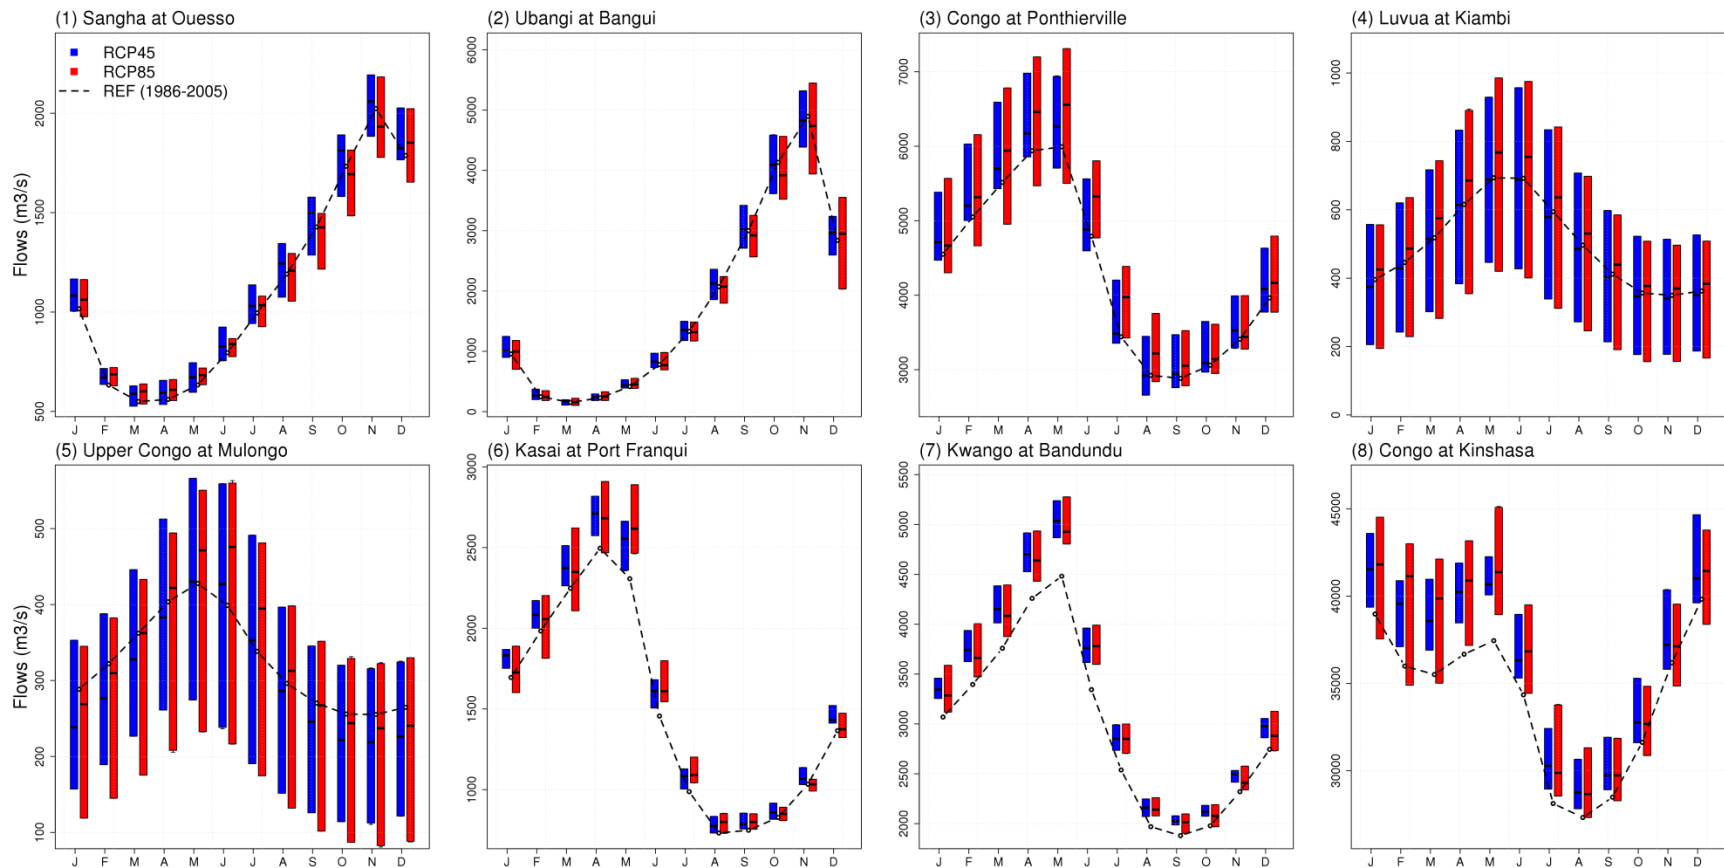 (1) Sangha at Ouesso
RCP45
RCP85
REF (1986-2005)
Flows (m3/s)
500 1000 1500 2000
J F M A M J J A S O N D
(2) Ubangi at Bangui
0 1000 2000 3000 4000 5000 6000
J F M A M J J A S O N D
(3) Congo at Ponthierville
3000 4000 5000 6000 7000
J F M A M J J A S O N D
(4) Luvua at Kiambi
0 200 400 600 800 1000
J F M A M J J A S O N D
(5) Upper Congo at Mulongo
Flows (m3/s)
100 200 300 400 500
J F M A M J J A S O N D
(6) Kasai at Port Franqui
1000 1500 2000 2500 3000
J F M A M J J A S O N D
(7) Kwango at Bandundu
2000 2500 3000 3500 4000 4500 5000 5500
J F M A M J J A S O N D
(8) Congo at Kinshasa
30000 35000 40000 45000
J F M A M J J A S O N D